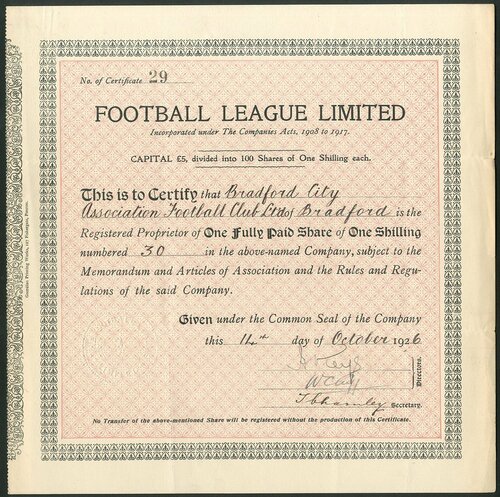 No. of Certificate 29
FOOTBALL LEAGUE LIMITED
Incorporated under The Companies Acts, 1908 to 1917.
CAPITAL £5, divided into 100 Shares of One Shilling each.
This is to Certify that Bradford City
Association Football Club Ltd of Bradford is the
Registered Proprietor of One Fully Paid Share of One Shilling
numbered 30 in the above-named Company, subject to the
Memorandum and Articles of Association and the Rules and Regu-
lations of the said Company.
Given under the Common Seal of the Company
this 14th day of October 1926
Directors.
Secretary.
No Transfer of the above-mentioned Share will be registered without the production of this Certificate.